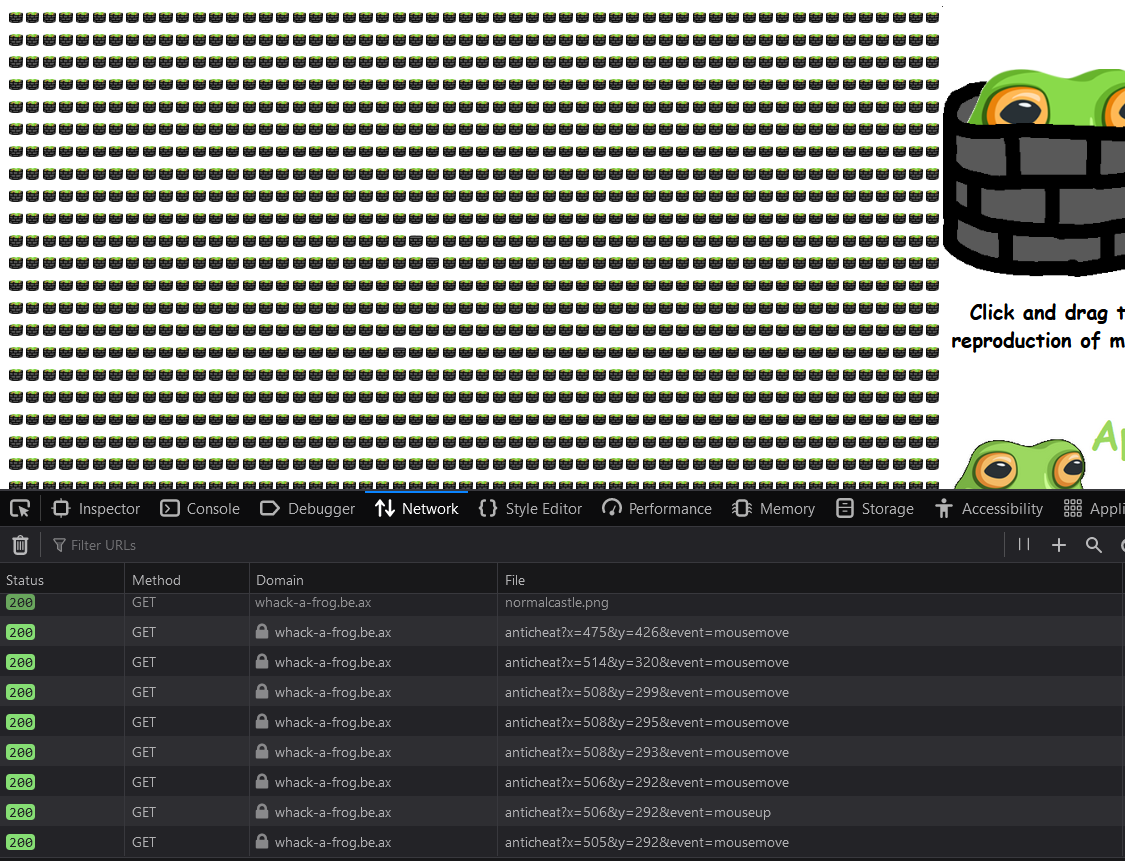 Click and drag t
reproduction of m
Ap
Inspector Console Debugger Network Style Editor Performance Memory Storage Accessibility Appli
Filter URLs
Status Method Domain File
200 GET whack-a-frog.be.ax normalcastle.png
200 GET whack-a-frog.be.ax anticheat?x=475&y=426&event=mousemove
200 GET whack-a-frog.be.ax anticheat?x=514&y=320&event=mousemove
200 GET whack-a-frog.be.ax anticheat?x=508&y=299&event=mousemove
200 GET whack-a-frog.be.ax anticheat?x=508&y=295&event=mousemove
200 GET whack-a-frog.be.ax anticheat?x=508&y=293&event=mousemove
200 GET whack-a-frog.be.ax anticheat?x=506&y=292&event=mousemove
200 GET whack-a-frog.be.ax anticheat?x=506&y=292&event=mouseup
200 GET whack-a-frog.be.ax anticheat?x=505&y=292&event=mousemove